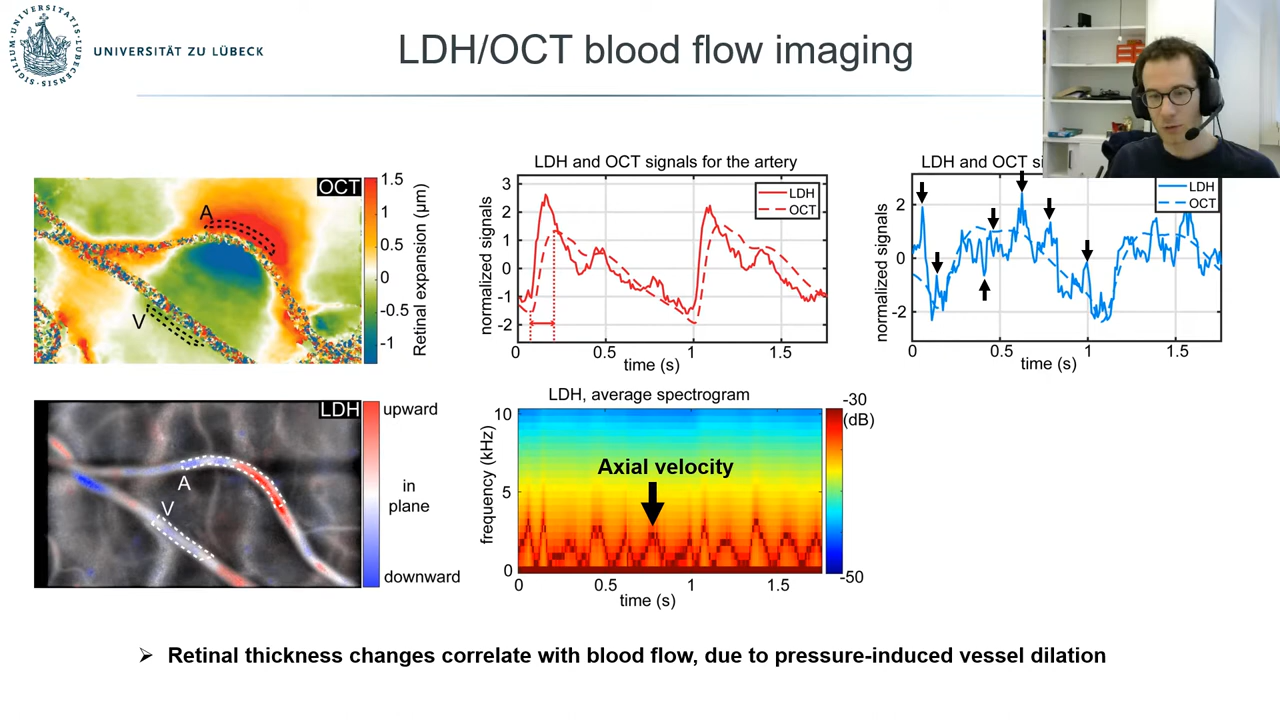 SIGILLUM · UNIVERSITATIS · LUBECENSIS
UNIVERSITÄT ZU LÜBECK
LDH/OCT blood flow imaging
OCT
A
V
1.5
1
0.5
0
-0.5
-1
Retinal expansion (µm)
LDH and OCT signals for the artery
LDH
OCT
3
2
1
0
-1
-2
normalized signals
0
0.5
1
1.5
time (s)
LDH and OCT si
LDH
OCT
2
0
-2
normalized signals
0
0.5
1
1.5
time (s)
LDH
A
V
upward
in
plane
downward
LDH, average spectrogram
10
5
0
frequency (kHz)
Axial velocity
0
0.5
1
1.5
time (s)
-30
(dB)
-50
➢ Retinal thickness changes correlate with blood flow, due to pressure-induced vessel dilation